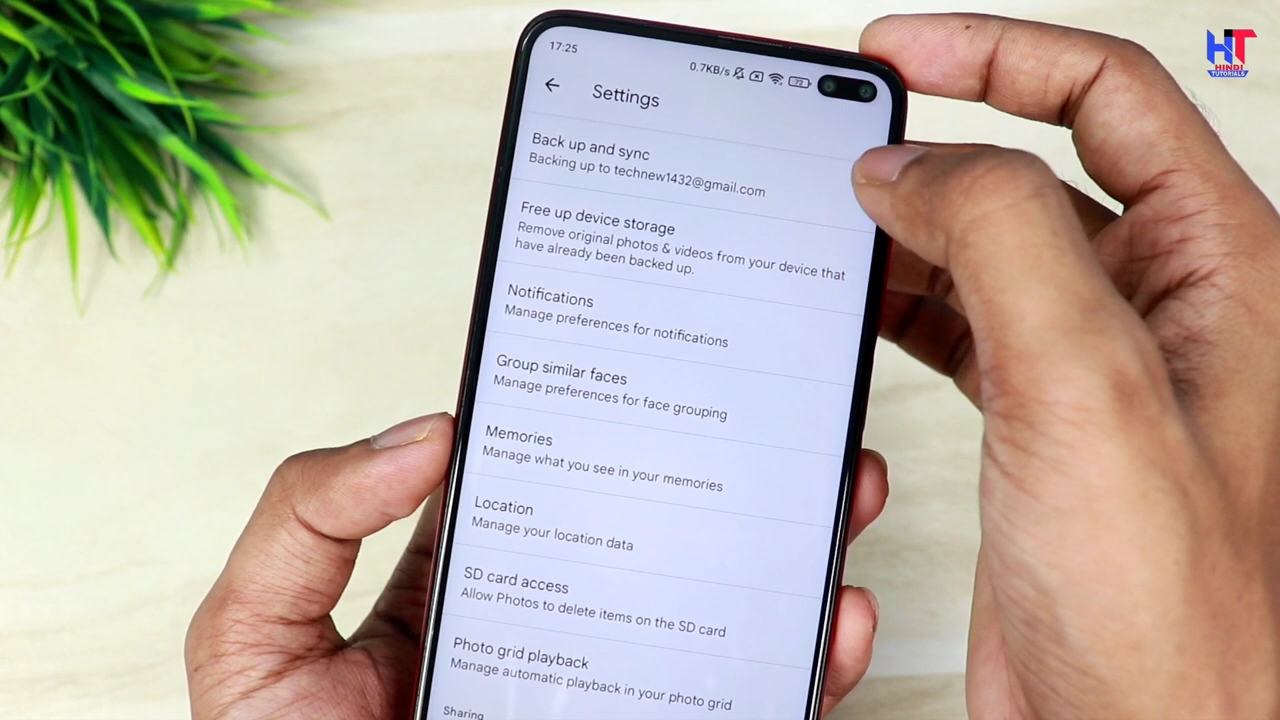 17:25
0.7KB/s
72
HT
HINDI
TUTORIALS
Settings
Back up and sync
Backing up to technew1432@gmail.com
Free up device storage
Remove original photos & videos from your device that
have already been backed up.
Notifications
Manage preferences for notifications
Group similar faces
Manage preferences for face grouping
Memories
Manage what you see in your memories
Location
Manage your location data
SD card access
Allow Photos to delete items on the SD card
Photo grid playback
Manage automatic playback in your photo grid
Sharing